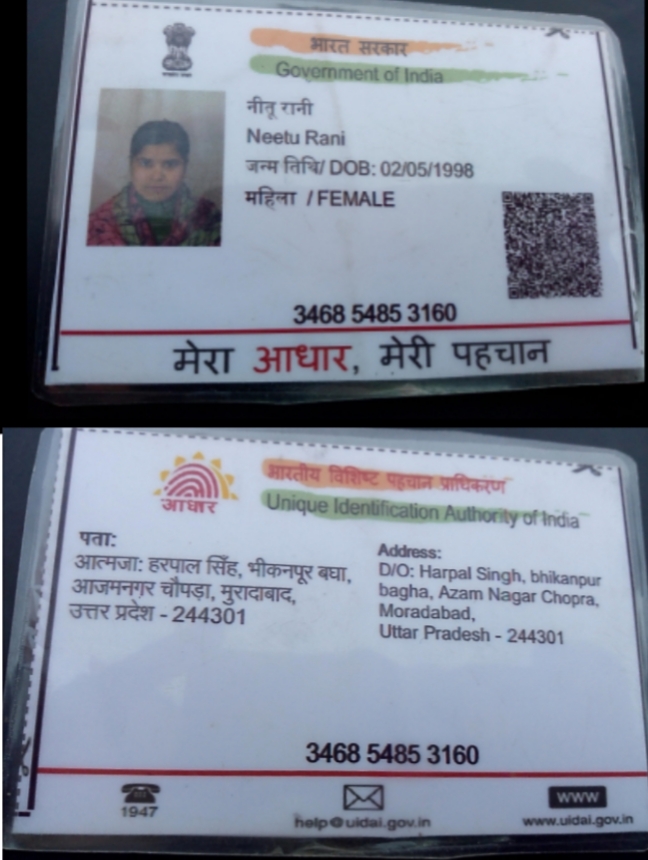 भारत सरकार
Government of India
नीतू रानी
Neetu Rani
जन्म तिथि/ DOB: 02/05/1998
महिला / FEMALE
3468 5485 3160
मेरा आधार, मेरी पहचान
भारतीय विशिष्ट पहचान प्राधिकरण
Unique Identification Authority of India
आधार
पता:
आत्मजा: हरपाल सिँह, भीकनपूर बघा,
आजमनगर चौपड़ा, मुरादाबाद,
उत्तर प्रदेश - 244301
Address:
D/O: Harpal Singh, bhikanpur
bagha, Azam Nagar Chopra,
Moradabad,
Uttar Pradesh - 244301
3468 5485 3160
1947
help@uidai.gov.in
WWW
www.uidai.gov.in